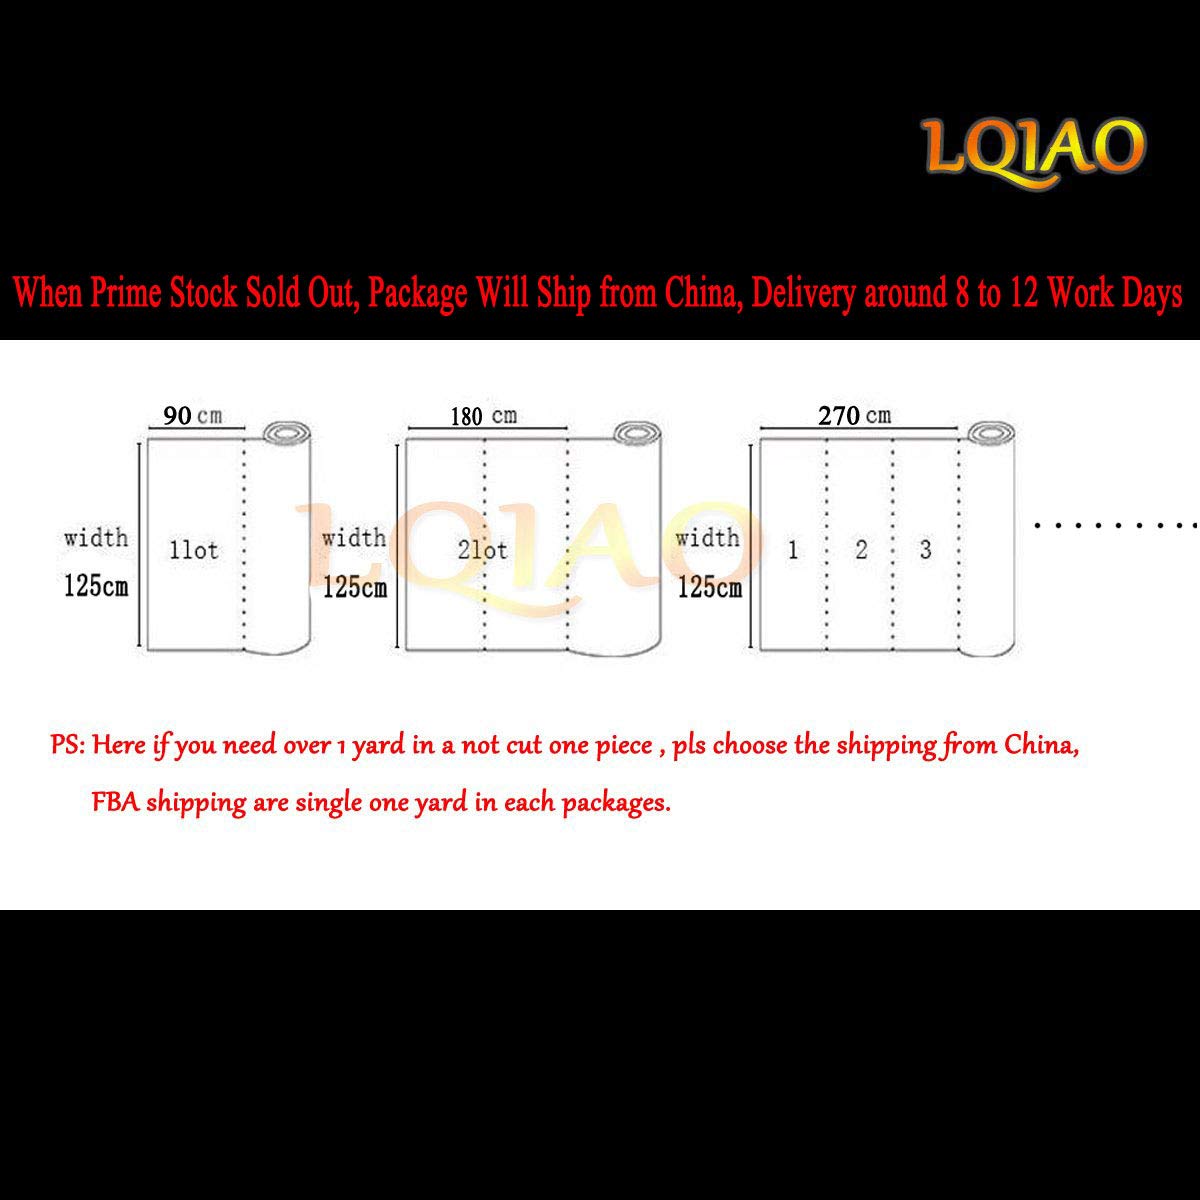 LQIAO
When Prime Stock Sold Out, Package Will Ship from China, Delivery around 8 to 12 Work Days
90 cm
180 cm
270 cm
width
125cm
1lot
width
125cm
2lot
width
125cm
1
2
3
LQIAO
PS: Here if you need over 1 yard in a not cut one piece , pls choose the shipping from China,
FBA shipping are single one yard in each packages.